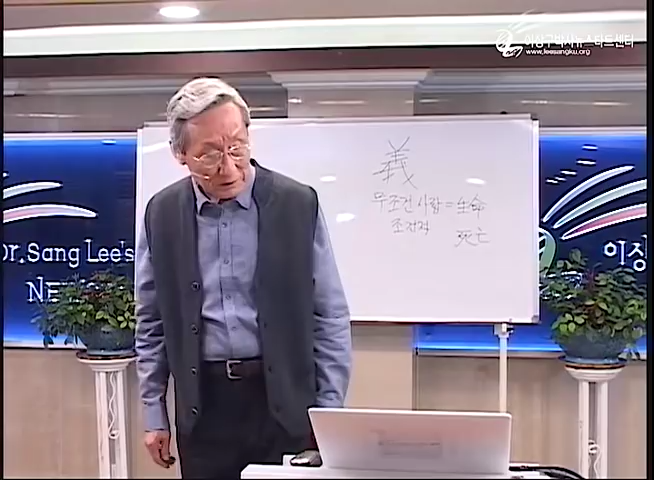 이상구박사뉴스타트센터
www.leesangku.org
義
무조건 사랑 = 生命
조건적 死亡
Dr.Sang Lee's
NE
이상